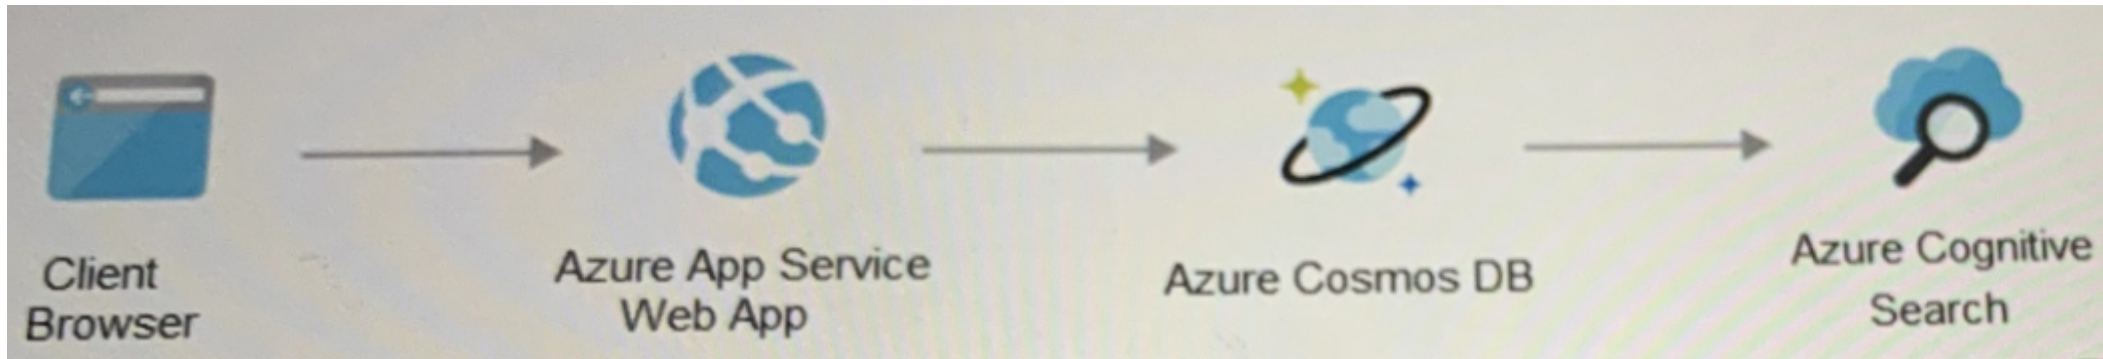 Client
Browser
Azure App Service
Web App
Azure Cosmos DB
Azure Cognitive
Search